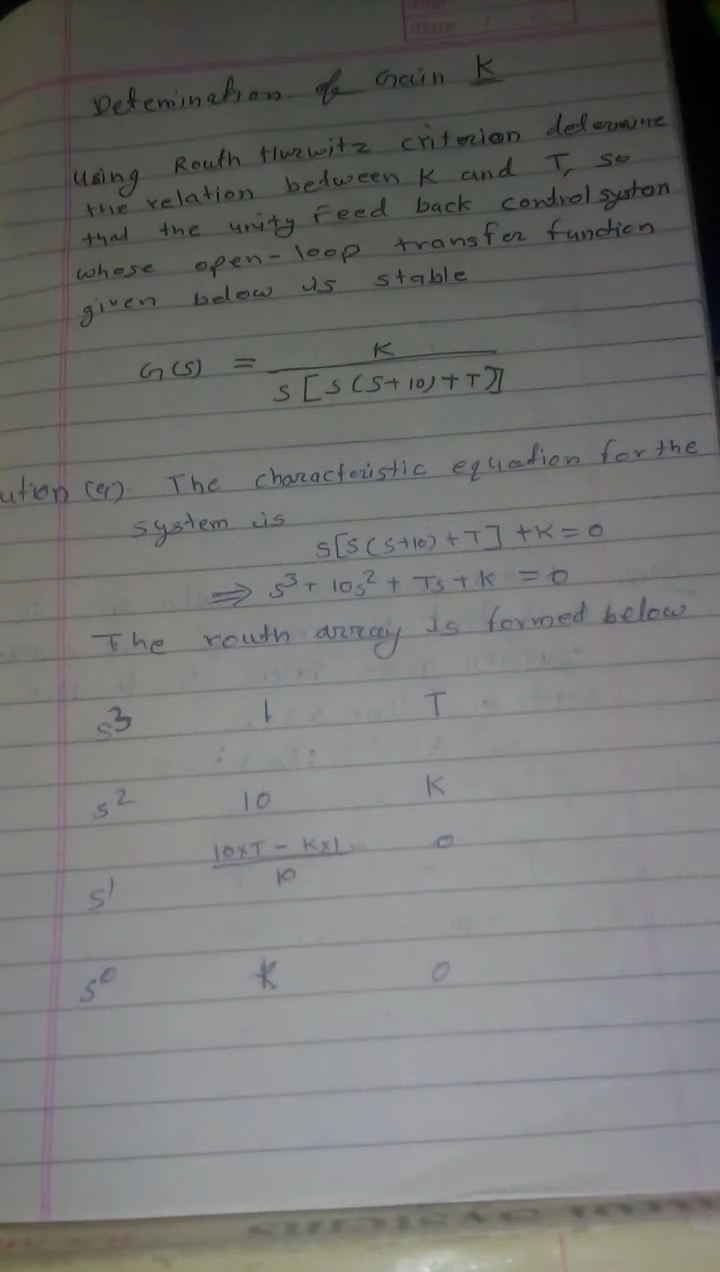 Date
Detemination of Gain K
Using Routh Hurwitz criterion determine
the relation between K and T, so
that the unity Feed back control system
whose open-loop transfer function
given below is stable
G(s) = K / s[s(s+10)+T]
ution (a). The characteristic equation for the
system is
s[s(s+10)+T]+K=0
⇒ s³+10s²+Ts+K=0
The routh array is formed below
s³ 1 T
s² 10 K
s¹ 10×T - K×1 / 10 0
s⁰ K 0